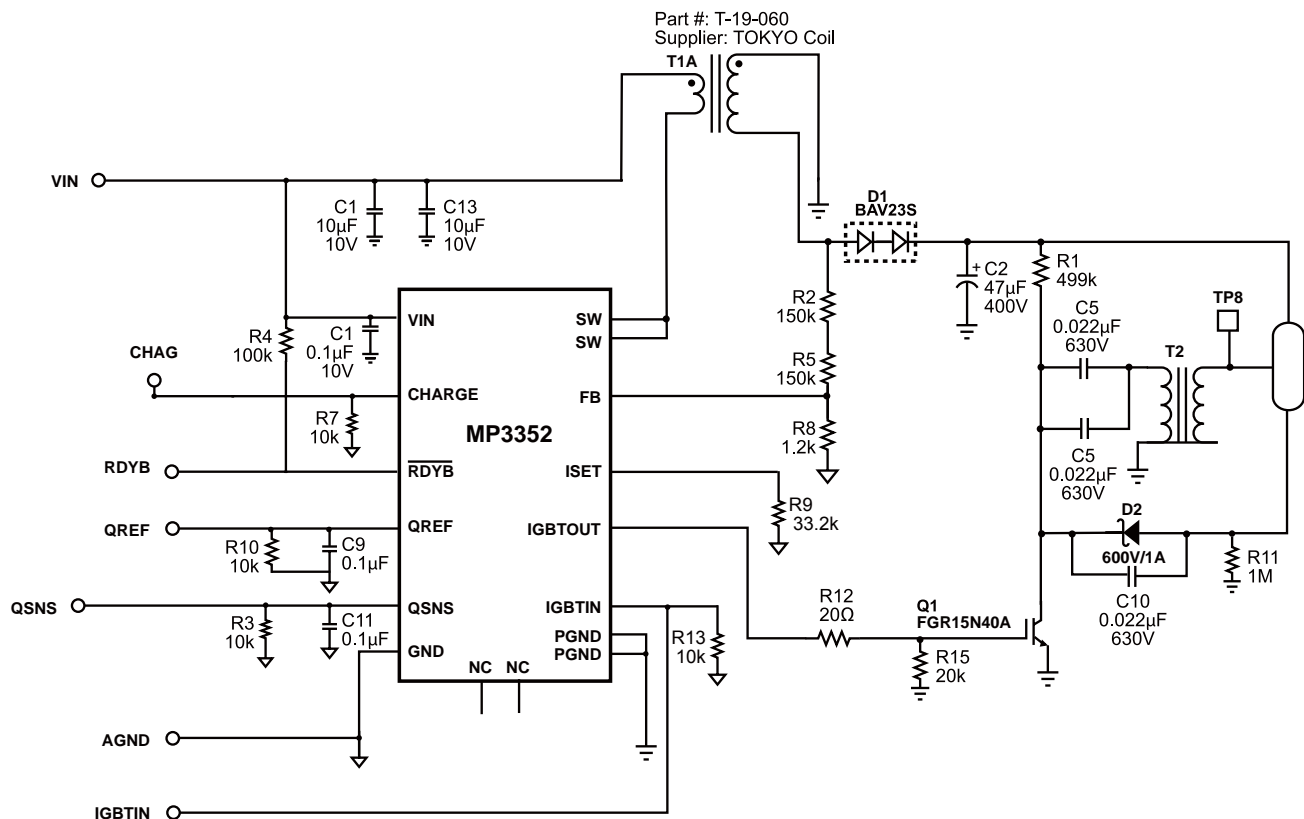 Part #: T-19-060
Supplier: TOKYO Coil
T1A
VIN
C1
10µF
10V
C13
10µF
10V
D1
BAV23S
R2
150k
+
C2
47µF
400V
R1
499k
TP8
C5
0.022µF
630V
T2
R4
100k
VIN
C1
0.1µF
10V
SW
SW
R5
150k
CHAG
CHARGE
FB
R7
10k
MP3352
R8
1.2k
C5
0.022µF
630V
RDYB
RDYB
ISET
R9
33.2k
QREF
QREF
IGBTOUT
R10
10k
C9
0.1µF
D2
600V/1A
R11
1M
C10
0.022µF
630V
QSNS
QSNS
IGBTIN
R3
10k
C11
0.1µF
R12
20Ω
Q1
FGR15N40A
PGND
PGND
R13
10k
GND
R15
20k
NC NC
AGND
IGBTIN